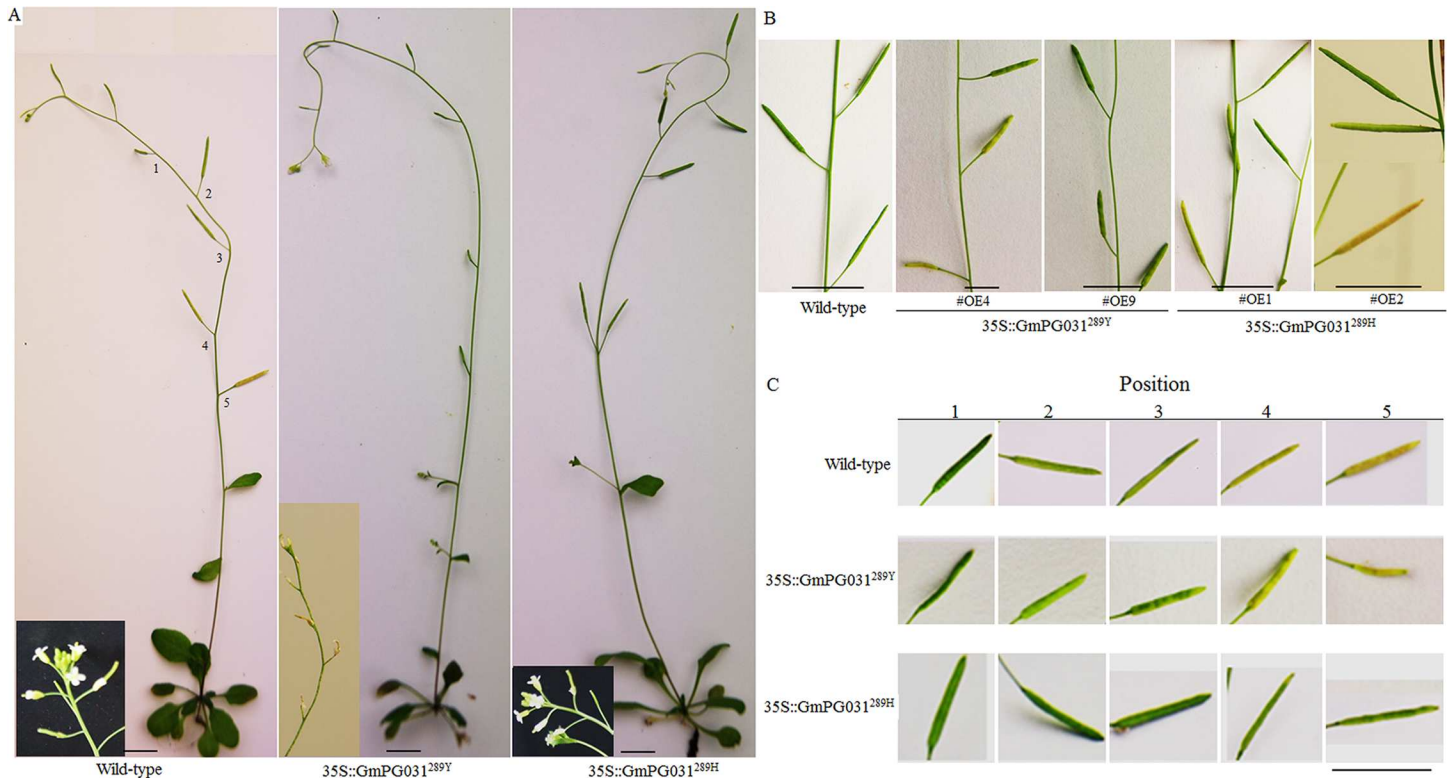 A
1
2
3
4
5
Wild-type
35S::GmPG031²⁸⁹Y
35S::GmPG031²⁸⁹H
B
Wild-type
#OE4
#OE9
#OE1
#OE2
35S::GmPG031²⁸⁹Y
35S::GmPG031²⁸⁹H
C
Position
1 2 3 4 5
Wild-type
35S::GmPG031²⁸⁹Y
35S::GmPG031²⁸⁹H